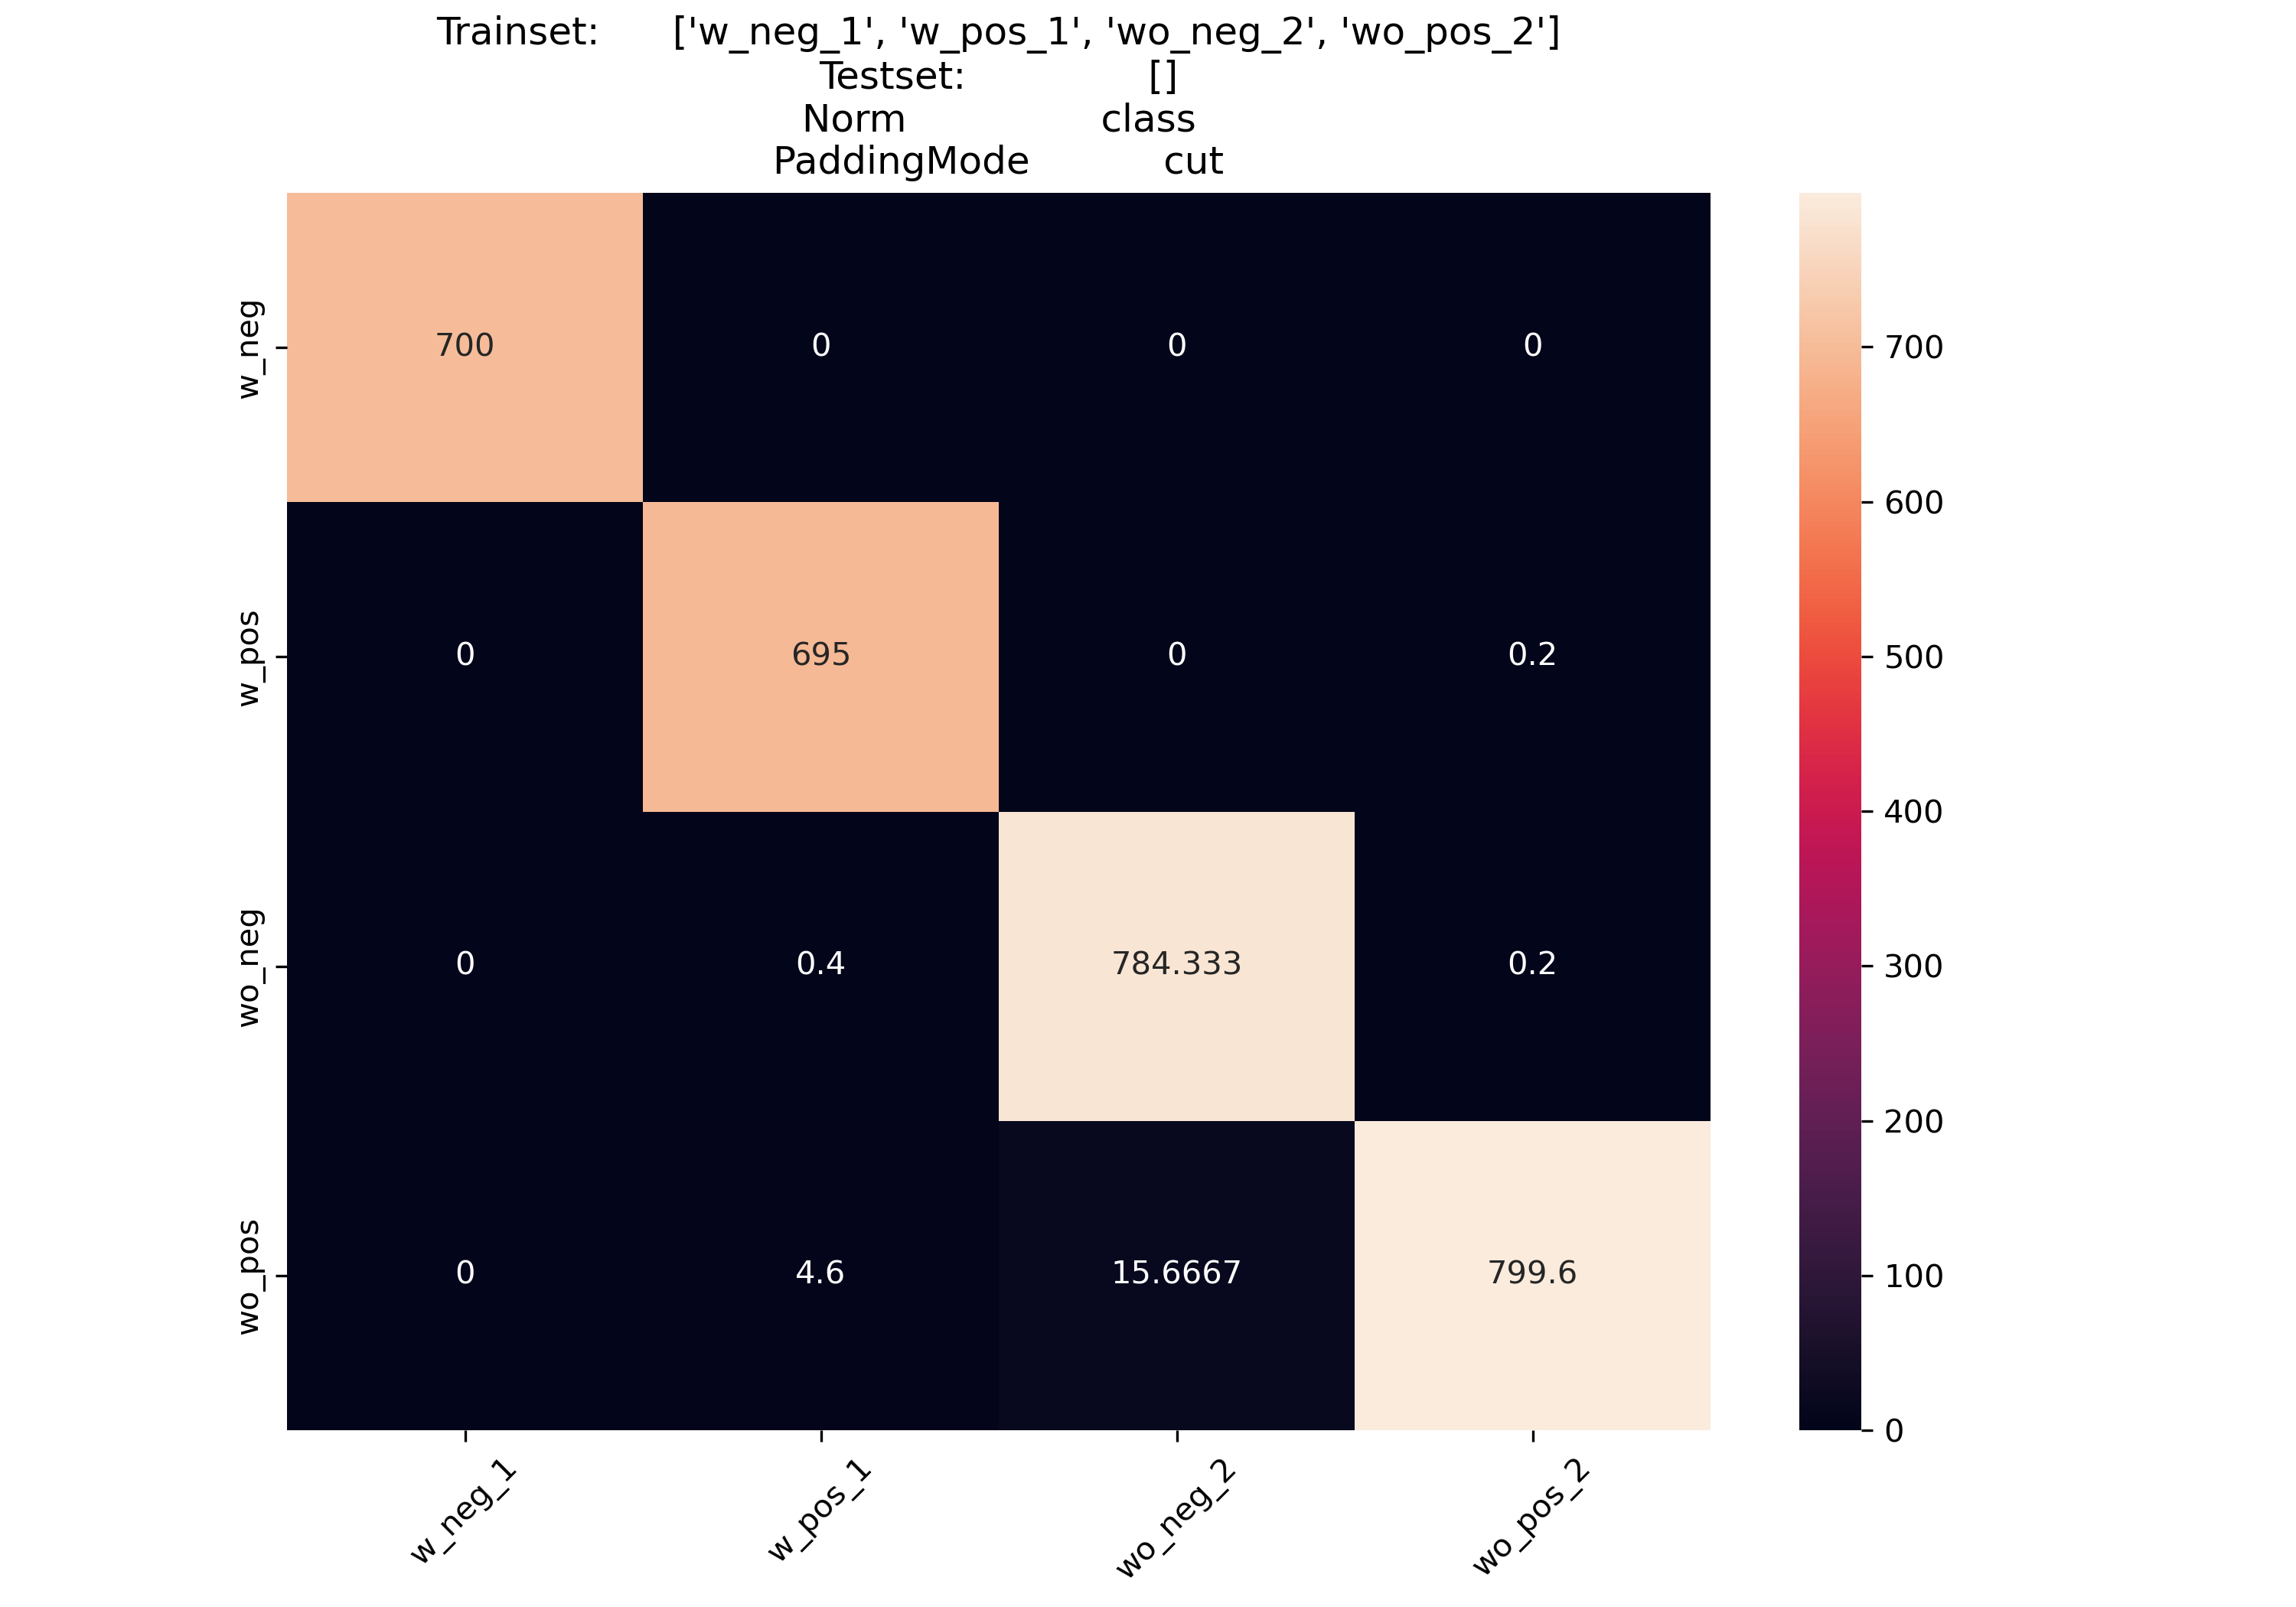 Trainset: ['w_neg_1', 'w_pos_1', 'wo_neg_2', 'wo_pos_2']
Testset: []
Norm class
PaddingMode cut
w_neg
700 0 0 0
w_pos
0 695 0 0.2
wo_neg
0 0.4 784.333 0.2
wo_pos
0 4.6 15.6667 799.6
w_neg_1 w_pos_1 wo_neg_2 wo_pos_2
700
600
500
400
300
200
100
0